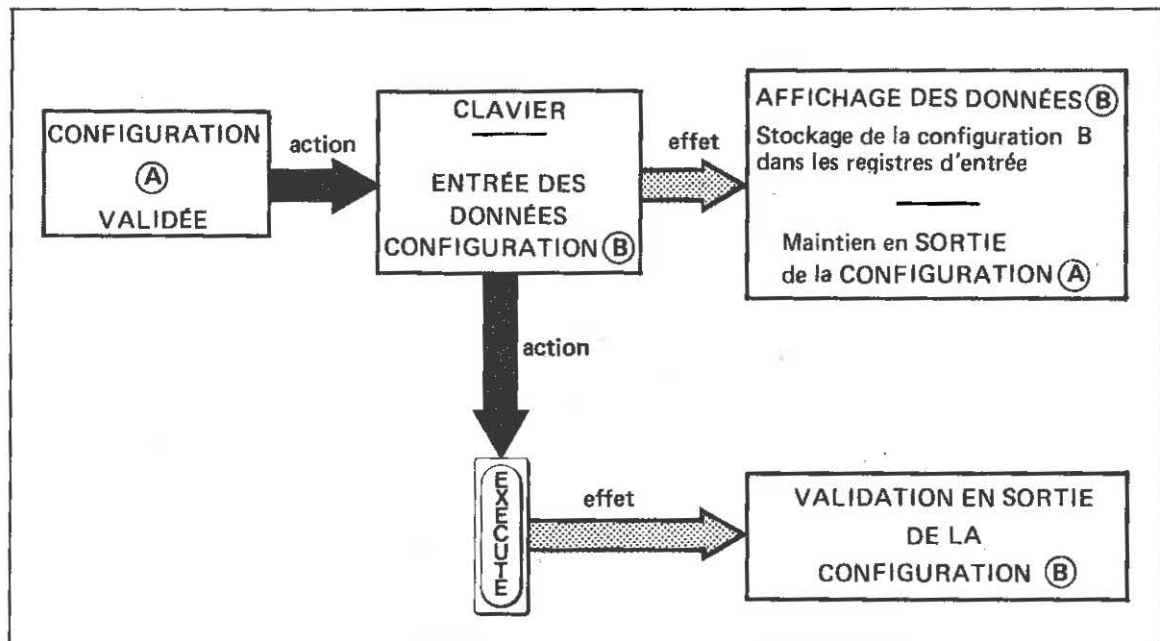 CONFIGURATION
Ⓐ
VALIDÉE
action
CLAVIER
ENTRÉE DES
DONNÉES
CONFIGURATION Ⓑ
effet
AFFICHAGE DES DONNÉES Ⓑ
Stockage de la configuration B
dans les registres d'entrée
Maintien en SORTIE
de la CONFIGURATION Ⓐ
action
EXECUTE
effet
VALIDATION EN SORTIE
DE LA
CONFIGURATION Ⓑ